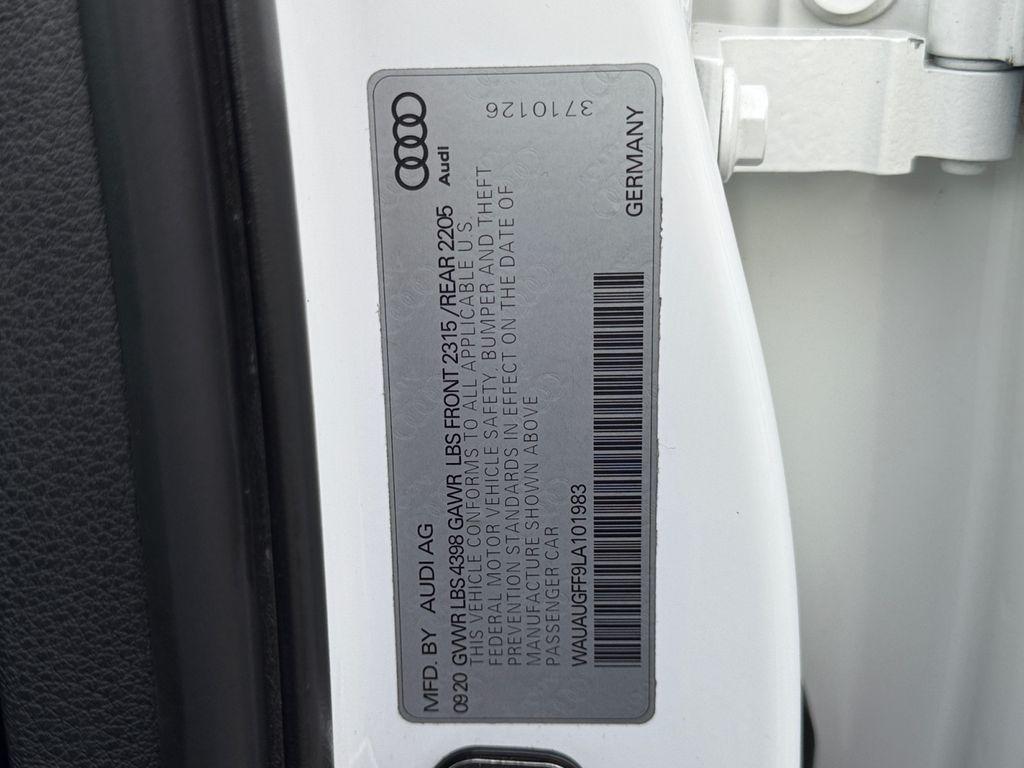 MFD. BY AUDI AG
0920 GWWR LBS 4398 GAWR LBS FRONT 2315 / REAR 2205
THIS VEHICLE CONFORMS TO ALL APPLICABLE U.S.
FEDERAL MOTOR VEHICLE SAFETY, BUMPER AND THEFT
PREVENTION STANDARDS IN EFFECT ON THE DATE OF
MANUFACTURE SHOWN ABOVE
PASSENGER CAR
WAUAUGFF9LA101983
Audi
3710126
GERMANY